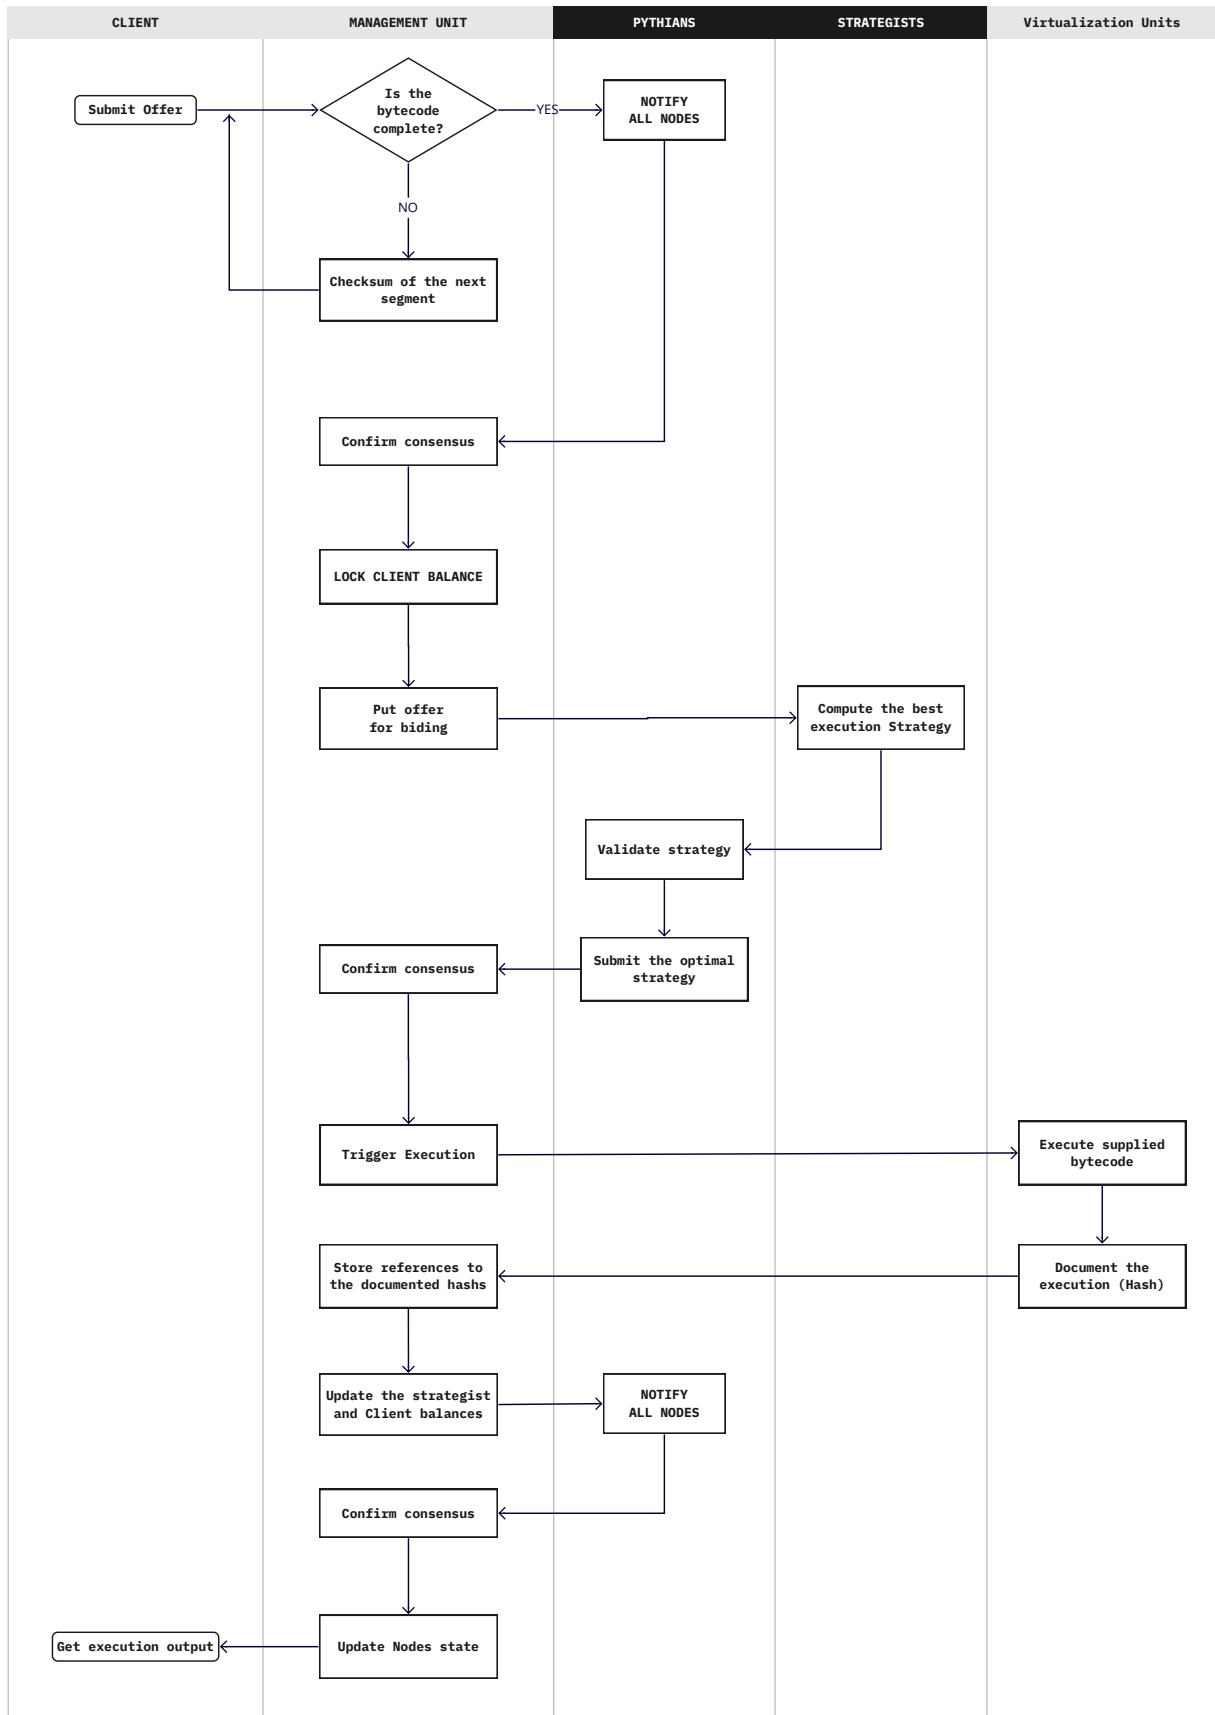 CLIENT
MANAGEMENT UNIT
PYTHIANS
STRATEGISTS
Virtualization Units
Submit Offer
Is the
bytecode
complete?
YES
NOTIFY
ALL NODES
NO
Checksum of the next
segment
Confirm consensus
LOCK CLIENT BALANCE
Put offer
for biding
Compute the best
execution Strategy
Validate strategy
Submit the optimal
strategy
Confirm consensus
Trigger Execution
Execute supplied
bytecode
Store references to
the documented hashs
Document the
execution (Hash)
Update the strategist
and Client balances
NOTIFY
ALL NODES
Confirm consensus
Update Nodes state
Get execution output